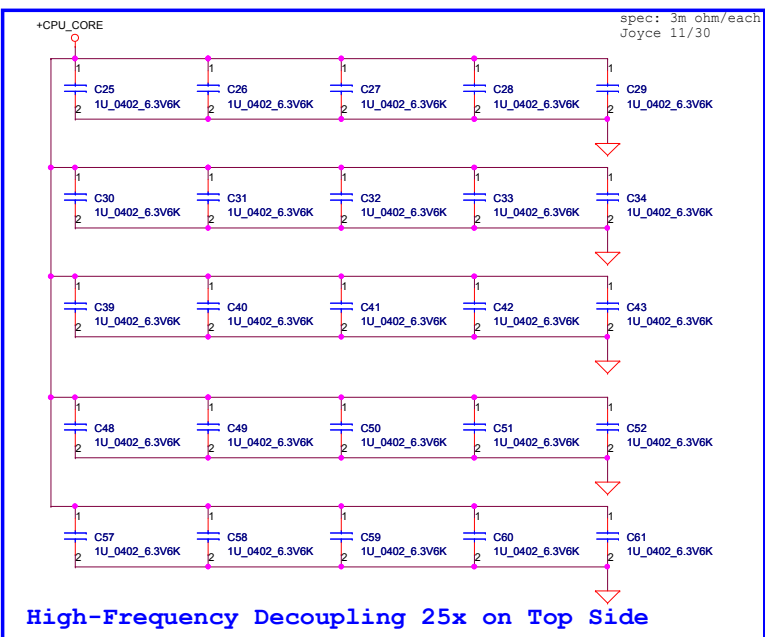 +CPU_CORE
spec: 3m ohm/each
Joyce 11/30
1 1 1 1 1
C25 C26 C27 C28 C29
1U_0402_6.3V6K 1U_0402_6.3V6K 1U_0402_6.3V6K 1U_0402_6.3V6K 1U_0402_6.3V6K
2 2 2 2 2
1 1 1 1 1
C30 C31 C32 C33 C34
1U_0402_6.3V6K 1U_0402_6.3V6K 1U_0402_6.3V6K 1U_0402_6.3V6K 1U_0402_6.3V6K
2 2 2 2 2
1 1 1 1 1
C39 C40 C41 C42 C43
1U_0402_6.3V6K 1U_0402_6.3V6K 1U_0402_6.3V6K 1U_0402_6.3V6K 1U_0402_6.3V6K
2 2 2 2 2
1 1 1 1 1
C48 C49 C50 C51 C52
1U_0402_6.3V6K 1U_0402_6.3V6K 1U_0402_6.3V6K 1U_0402_6.3V6K 1U_0402_6.3V6K
2 2 2 2 2
1 1 1 1 1
C57 C58 C59 C60 C61
1U_0402_6.3V6K 1U_0402_6.3V6K 1U_0402_6.3V6K 1U_0402_6.3V6K 1U_0402_6.3V6K
2 2 2 2 2
High-Frequency Decoupling 25x on Top Side